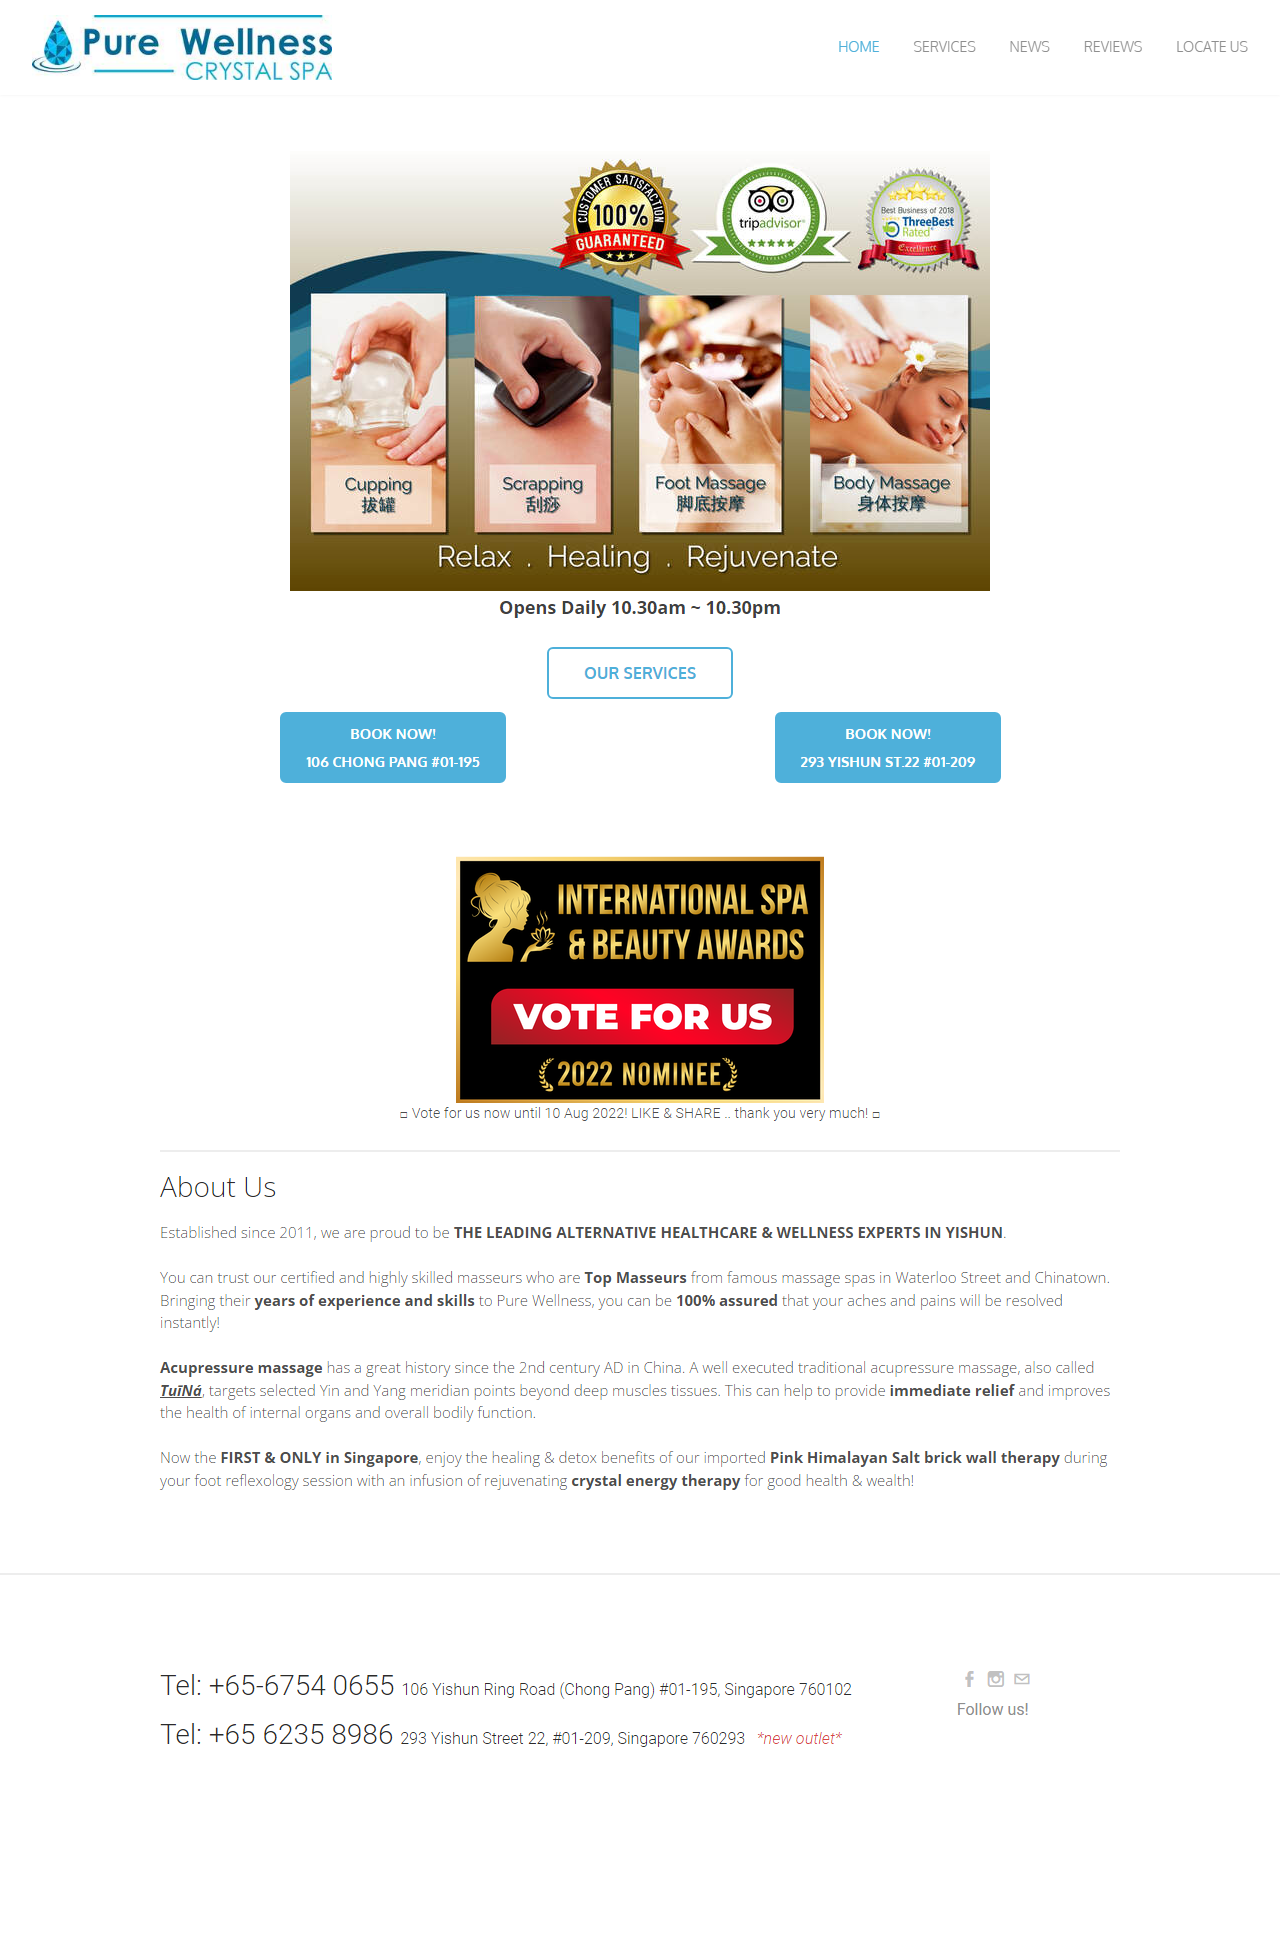 Pure Wellness
CRYSTAL SPA
HOME
SERVICES
NEWS
REVIEWS
LOCATE US
CUSTOMER SATISFACTION
100%
GUARANTEED
tripadvisor®
Best Business of 2018
ThreeBest
Rated®
Excellence
Cupping
拔罐
Scrapping
刮痧
Foot Massage
脚底按摩
Body Massage
身体按摩
Relax . Healing . Rejuvenate
Opens Daily 10.30am ~ 10.30pm
OUR SERVICES
BOOK NOW!
106 CHONG PANG #01-195
BOOK NOW!
293 YISHUN ST.22 #01-209
INTERNATIONAL SPA
& BEAUTY AWARDS
VOTE FOR US
2022 NOMINEE
□ Vote for us now until 10 Aug 2022! LIKE & SHARE .. thank you very much! □
About Us
Established since 2011, we are proud to be THE LEADING ALTERNATIVE HEALTHCARE & WELLNESS EXPERTS IN YISHUN.
You can trust our certified and highly skilled masseurs who are Top Masseurs from famous massage spas in Waterloo Street and Chinatown.
Bringing their years of experience and skills to Pure Wellness, you can be 100% assured that your aches and pains will be resolved
instantly!
Acupressure massage has a great history since the 2nd century AD in China. A well executed traditional acupressure massage, also called
TuīNá, targets selected Yin and Yang meridian points beyond deep muscles tissues. This can help to provide immediate relief and improves
the health of internal organs and overall bodily function.
Now the FIRST & ONLY in Singapore, enjoy the healing & detox benefits of our imported Pink Himalayan Salt brick wall therapy during
your foot reflexology session with an infusion of rejuvenating crystal energy therapy for good health & wealth!
Tel: +65-6754 0655 106 Yishun Ring Road (Chong Pang) #01-195, Singapore 760102
Tel: +65 6235 8986 293 Yishun Street 22, #01-209, Singapore 760293 *new outlet*
Follow us!